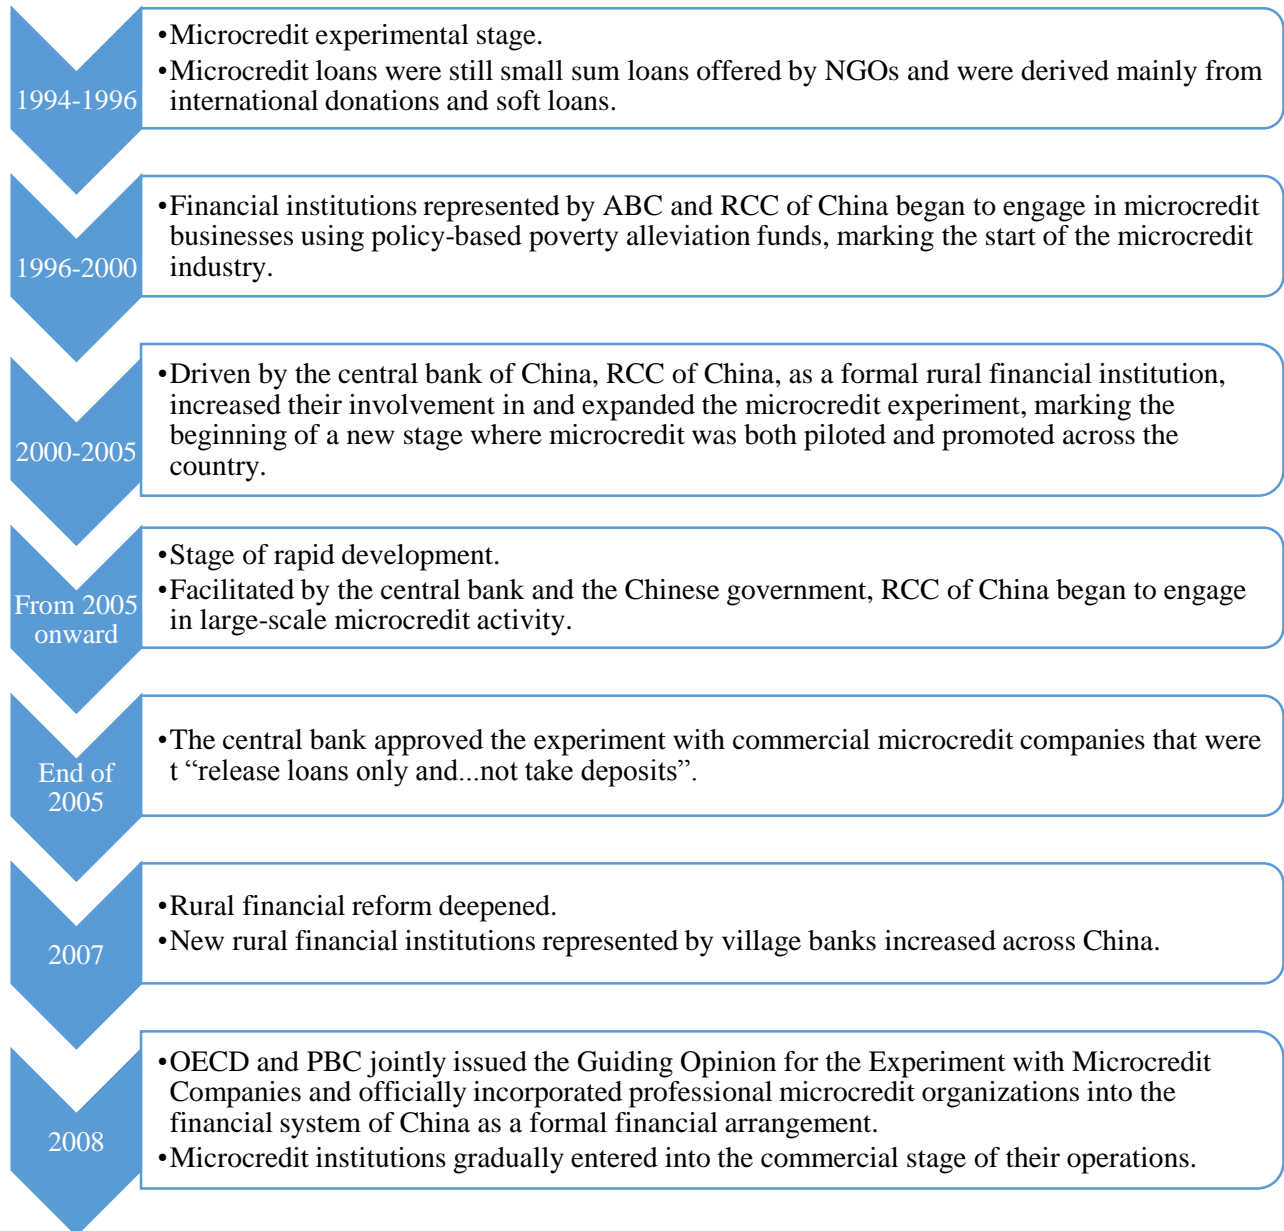 1994-1996
•Microcredit experimental stage.
•Microcredit loans were still small sum loans offered by NGOs and were derived mainly from
international donations and soft loans.
1996-2000
•Financial institutions represented by ABC and RCC of China began to engage in microcredit
businesses using policy-based poverty alleviation funds, marking the start of the microcredit
industry.
2000-2005
•Driven by the central bank of China, RCC of China, as a formal rural financial institution,
increased their involvement in and expanded the microcredit experiment, marking the
beginning of a new stage where microcredit was both piloted and promoted across the
country.
From 2005
onward
•Stage of rapid development.
•Facilitated by the central bank and the Chinese government, RCC of China began to engage
in large-scale microcredit activity.
End of
2005
•The central bank approved the experiment with commercial microcredit companies that were
t “release loans only and...not take deposits”.
2007
•Rural financial reform deepened.
•New rural financial institutions represented by village banks increased across China.
2008
•OECD and PBC jointly issued the Guiding Opinion for the Experiment with Microcredit
Companies and officially incorporated professional microcredit organizations into the
financial system of China as a formal financial arrangement.
•Microcredit institutions gradually entered into the commercial stage of their operations.